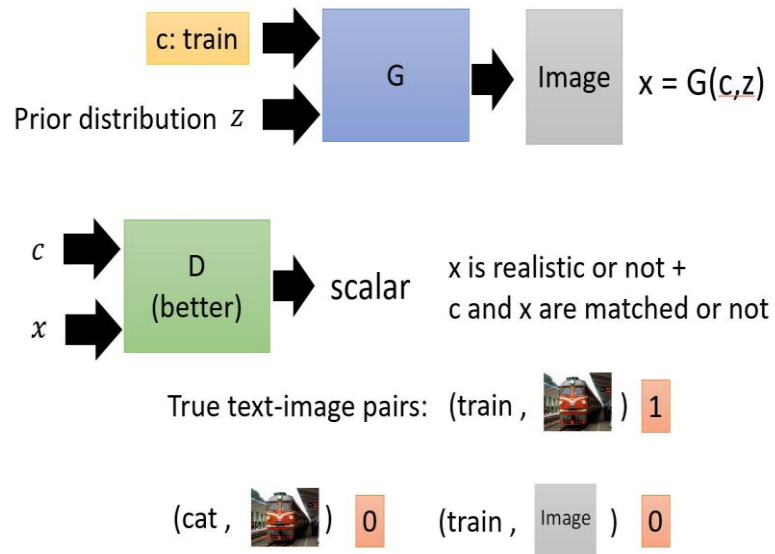 c: train
G
Image
x = G(c,z)
Prior distribution z
c
D
(better)
scalar
x is realistic or not +
c and x are matched or not
x
True text-image pairs: (train , ) 1
(cat , ) 0 (train , Image ) 0